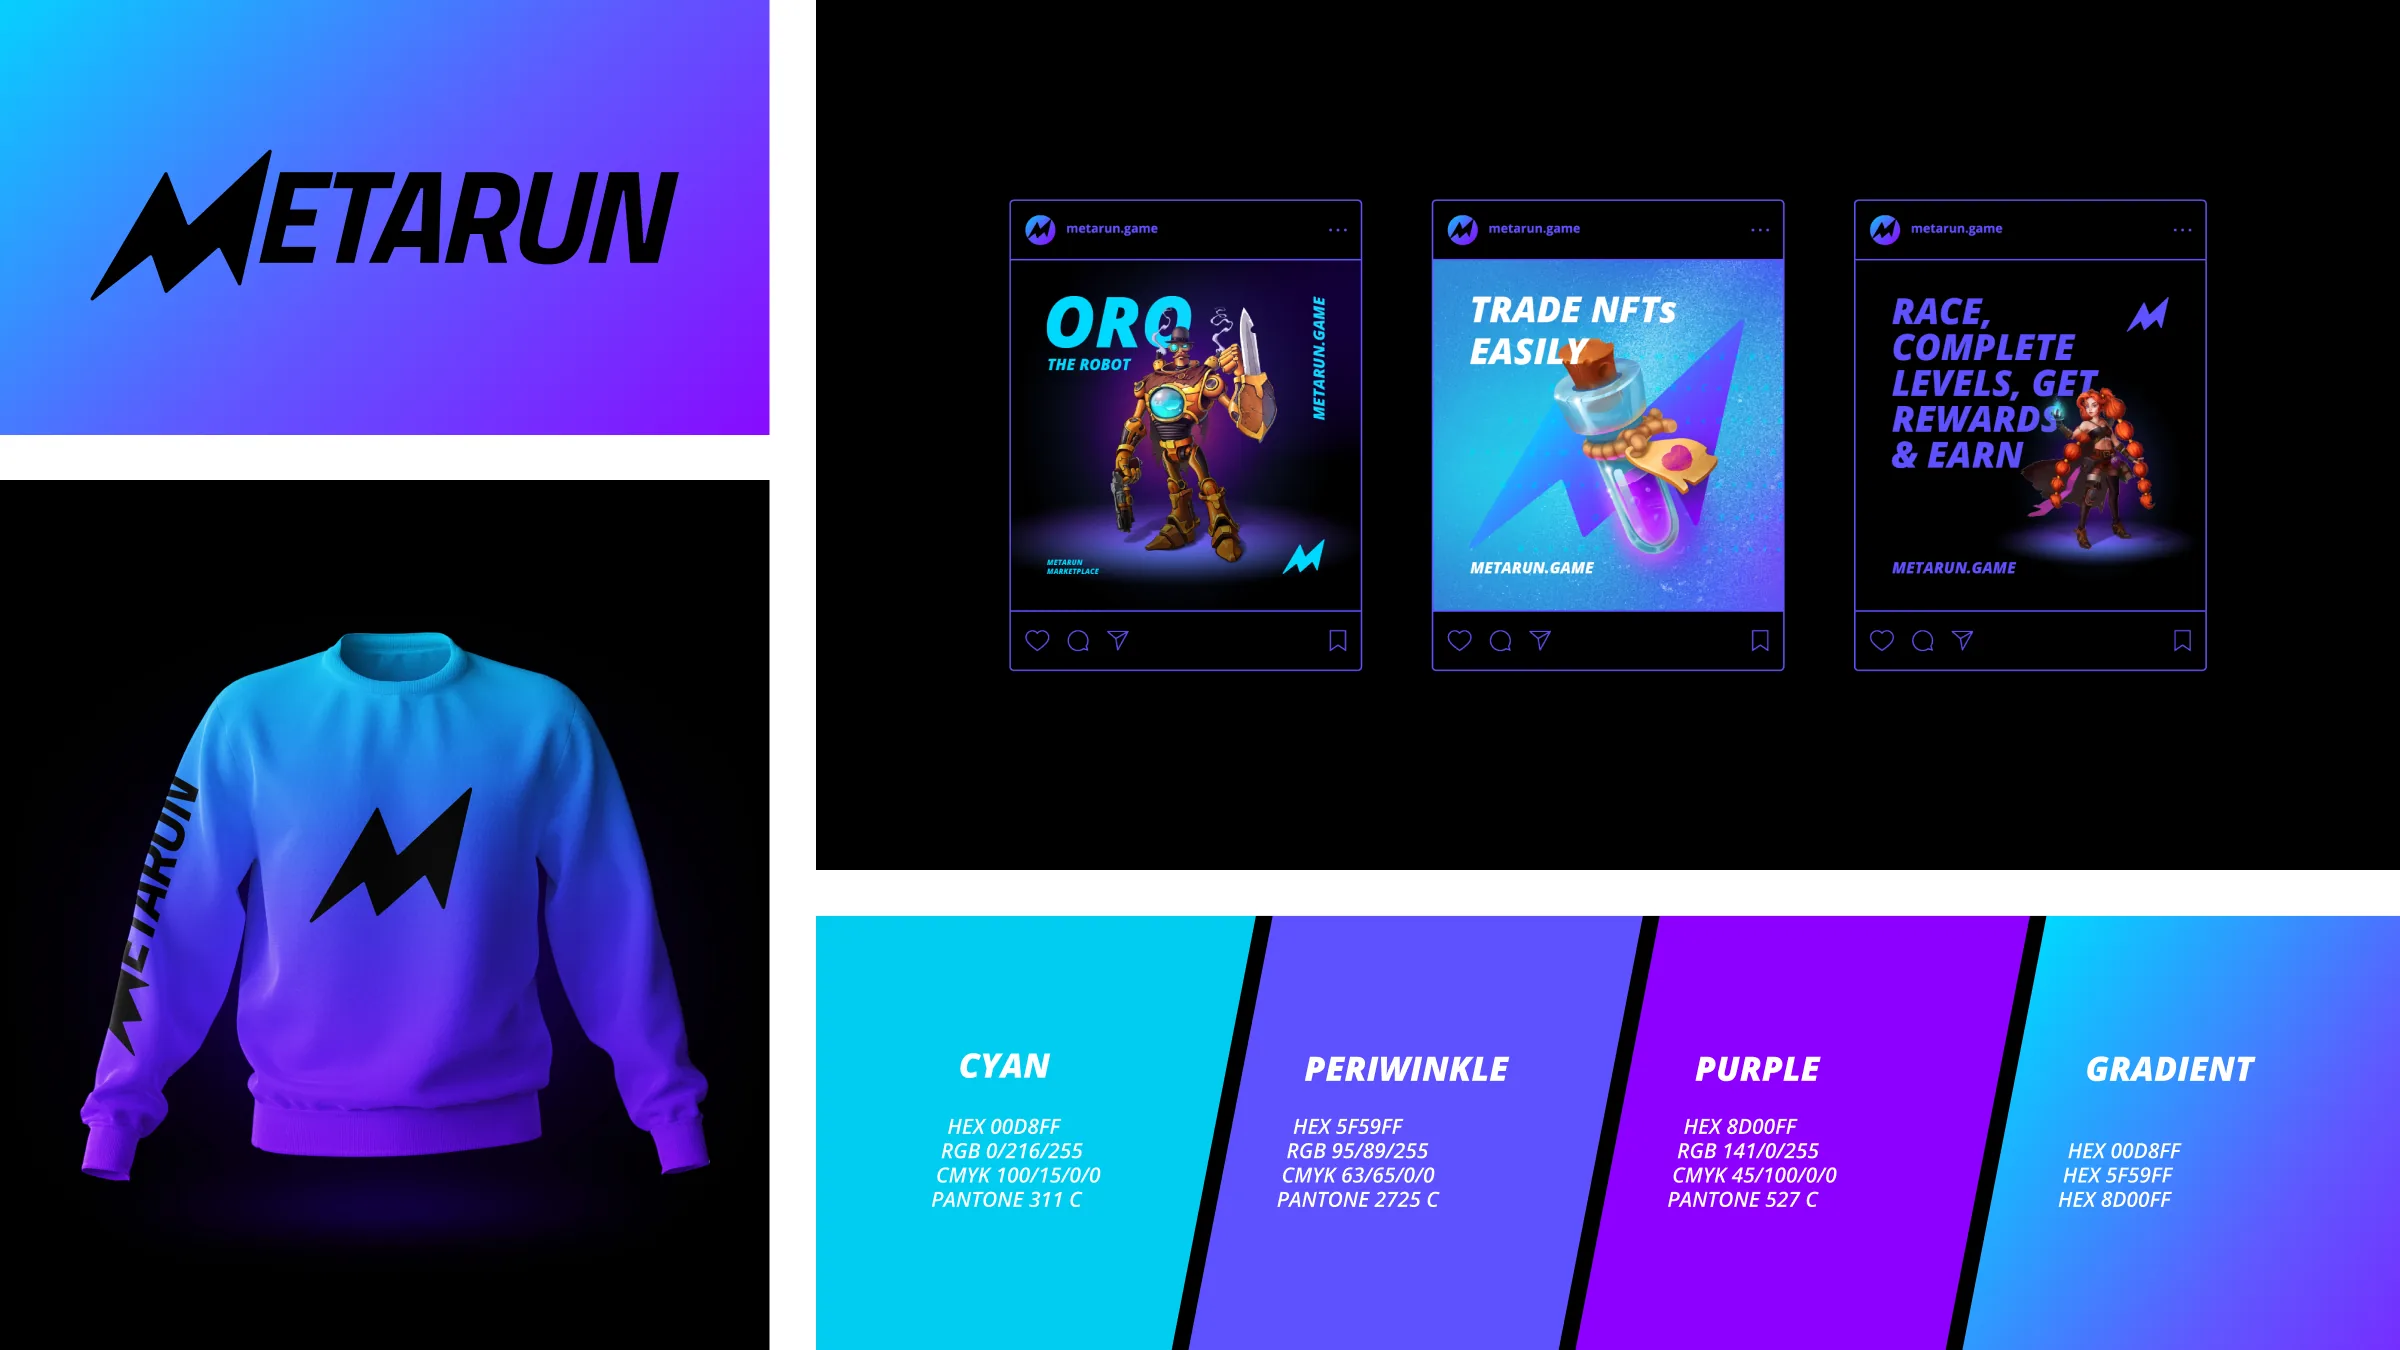 METARUN
METARUN
metarun.game
ORO
THE ROBOT
METARUN.GAME
METARUN
MARKETPLACE
metarun.game
TRADE NFTs
EASILY
METARUN.GAME
metarun.game
RACE,
COMPLETE
LEVELS, GET
REWARDS
& EARN
METARUN.GAME
CYAN
HEX 00D8FF
RGB 0/216/255
CMYK 100/15/0/0
PANTONE 311 C
PERIWINKLE
HEX 5F59FF
RGB 95/89/255
CMYK 63/65/0/0
PANTONE 2725 C
PURPLE
HEX 8D00FF
RGB 141/0/255
CMYK 45/100/0/0
PANTONE 527 C
GRADIENT
HEX 00D8FF
HEX 5F59FF
HEX 8D00FF